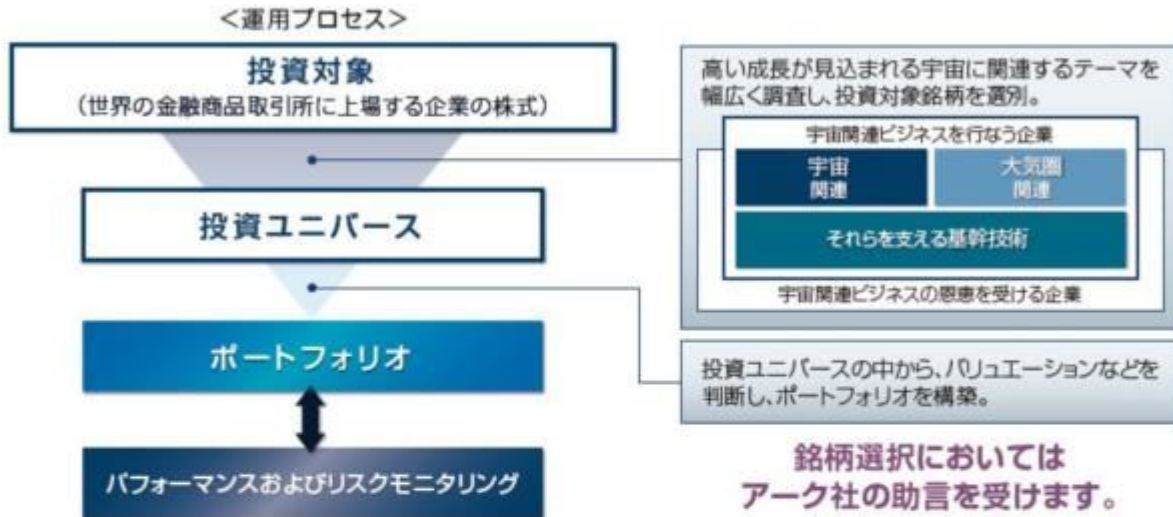 ＜運用プロセス＞
投資対象
（世界の金融商品取引所に上場する企業の株式）
投資ユニバース
ポートフォリオ
パフォーマンスおよびリスクモニタリング
高い成長が見込まれる宇宙に関連するテーマを
幅広く調査し、投資対象銘柄を選別。
宇宙関連ビジネスを行なう企業
宇宙
関連
大気圏
関連
それらを支える基幹技術
宇宙関連ビジネスの恩恵を受ける企業
投資ユニバースの中から、バリュエーションなどを
判断し、ポートフォリオを構築。
銘柄選択においては
アーク社の助言を受けます。